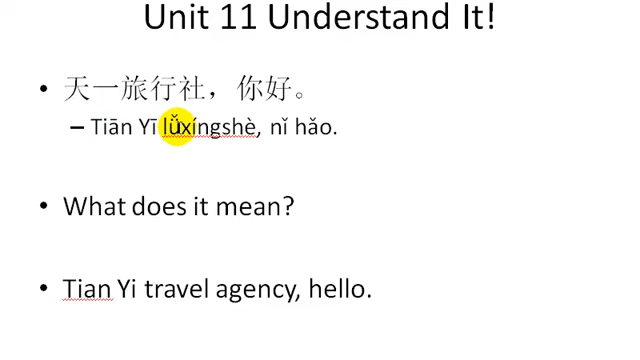 Unit 11 Understand It!
• 天一旅行社，你好。
– Tiān Yī lǚxíngshè, nǐ hǎo.
• What does it mean?
• Tian Yi travel agency, hello.